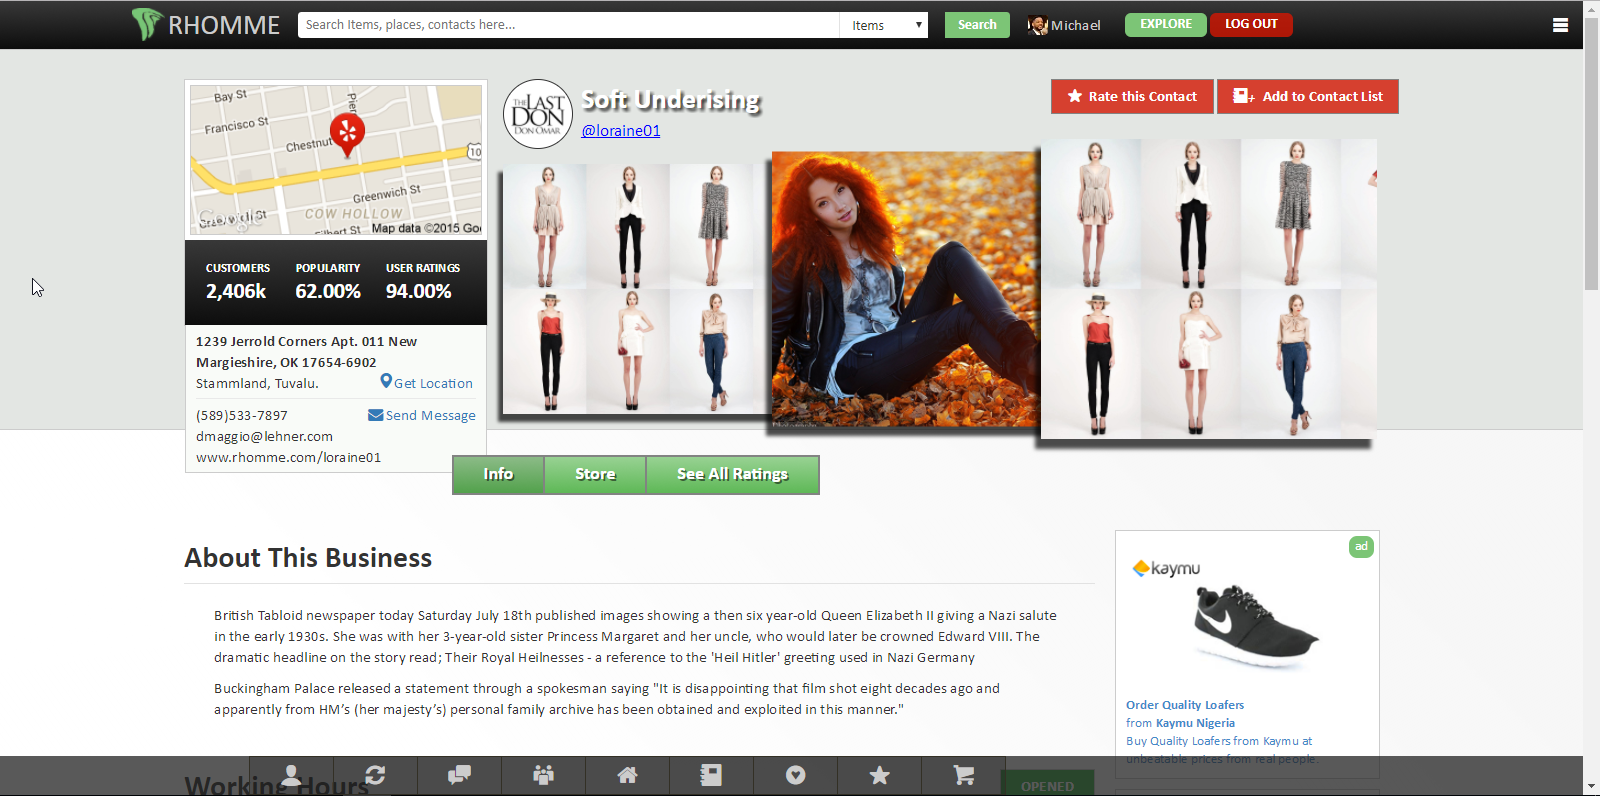 RHOMME
Search Items, places, contacts here...
Items
Search
Michael
EXPLORE
LOG OUT
Bay St
Francisco St
Chestnut
Pier
10
Greenwich St
COW HOLLOW
Filbert St
Google
Map data ©2015 Goo
CUSTOMERS
2,406k
POPULARITY
62.00%
USER RATINGS
94.00%
1239 Jerrold Corners Apt. 011 New
Margieshire, OK 17654-6902
Stammland, Tuvalu.
Get Location
(589)533-7897
Send Message
dmaggio@lehner.com
www.rhomme.com/loraine01
THE LAST
DON
DON OMAR
Soft Underising
@loraine01
Rate this Contact
Add to Contact List
Info
Store
See All Ratings
About This Business
British Tabloid newspaper today Saturday July 18th published images showing a then six year-old Queen Elizabeth II giving a Nazi salute
in the early 1930s. She was with her 3-year-old sister Princess Margaret and her uncle, who would later be crowned Edward VIII. The
dramatic headline on the story read; Their Royal Heilnesses - a reference to the 'Heil Hitler' greeting used in Nazi Germany
Buckingham Palace released a statement through a spokesman saying "It is disappointing that film shot eight decades ago and
apparently from HM’s (her majesty’s) personal family archive has been obtained and exploited in this manner."
ad
kaymu
Order Quality Loafers
from Kaymu Nigeria
Buy Quality Loafers from Kaymu at
unbeatable prices from real people.
Working Hours
OPENED